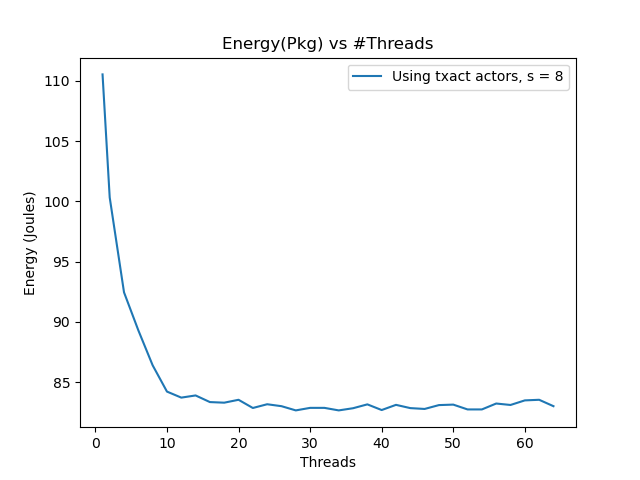 Energy(Pkg) vs #Threads
Using txact actors, s = 8
Energy (Joules)
110
105
100
95
90
85
0 10 20 30 40 50 60
Threads